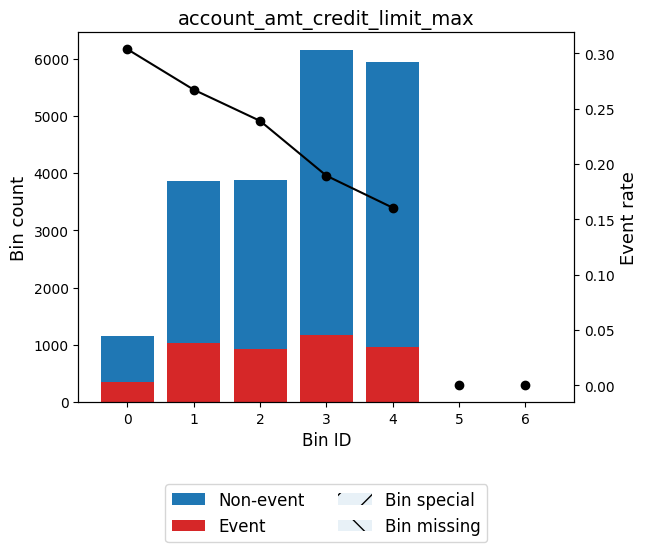 account_amt_credit_limit_max
6000
5000
4000
3000
2000
1000
0
Bin count
0.30
0.25
0.20
0.15
0.10
0.05
0.00
Event rate
0 1 2 3 4 5 6
Bin ID
Non-event Bin special
Event Bin missing